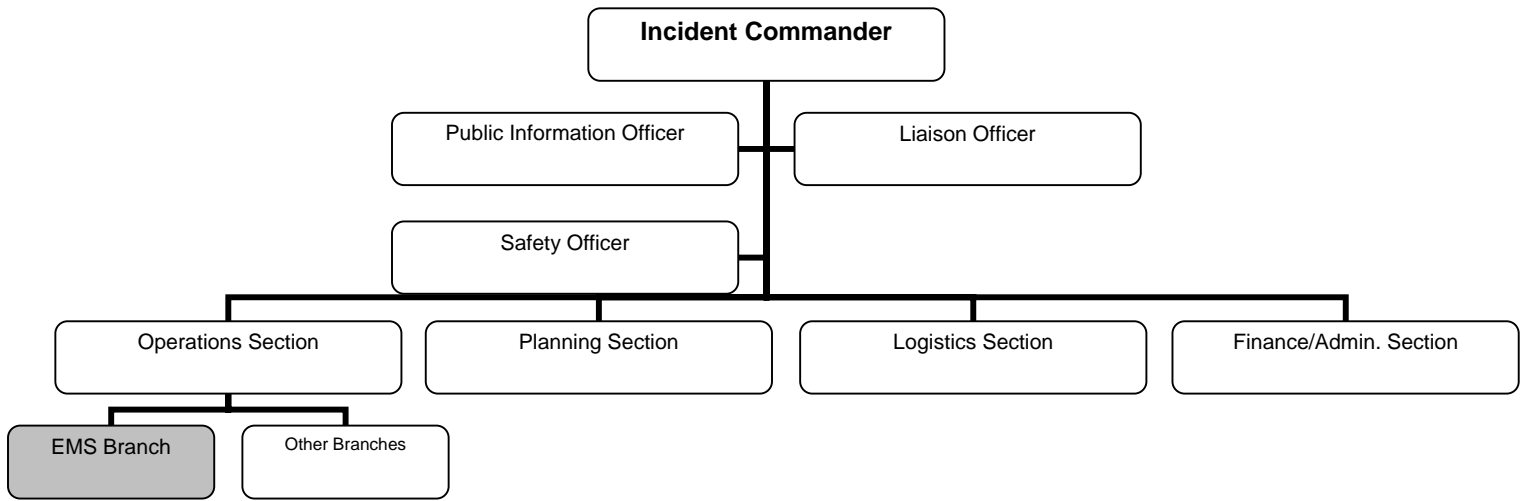 Incident Commander
Public Information Officer
Liaison Officer
Safety Officer
Operations Section
Planning Section
Logistics Section
Finance/Admin. Section
EMS Branch
Other Branches